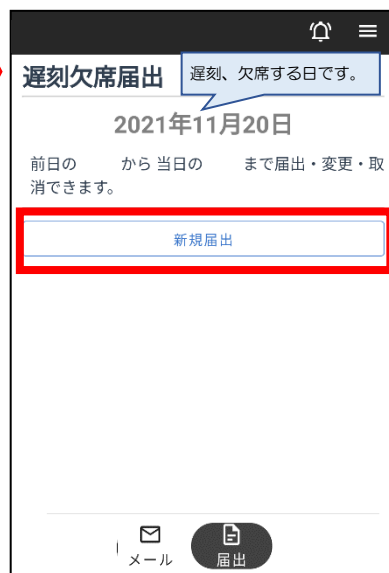 遅刻欠席届出
遅刻、欠席する日です。
2021年11月20日
前日の から 当日の まで届出・変更・取
消できます。
新規届出
メール
届出